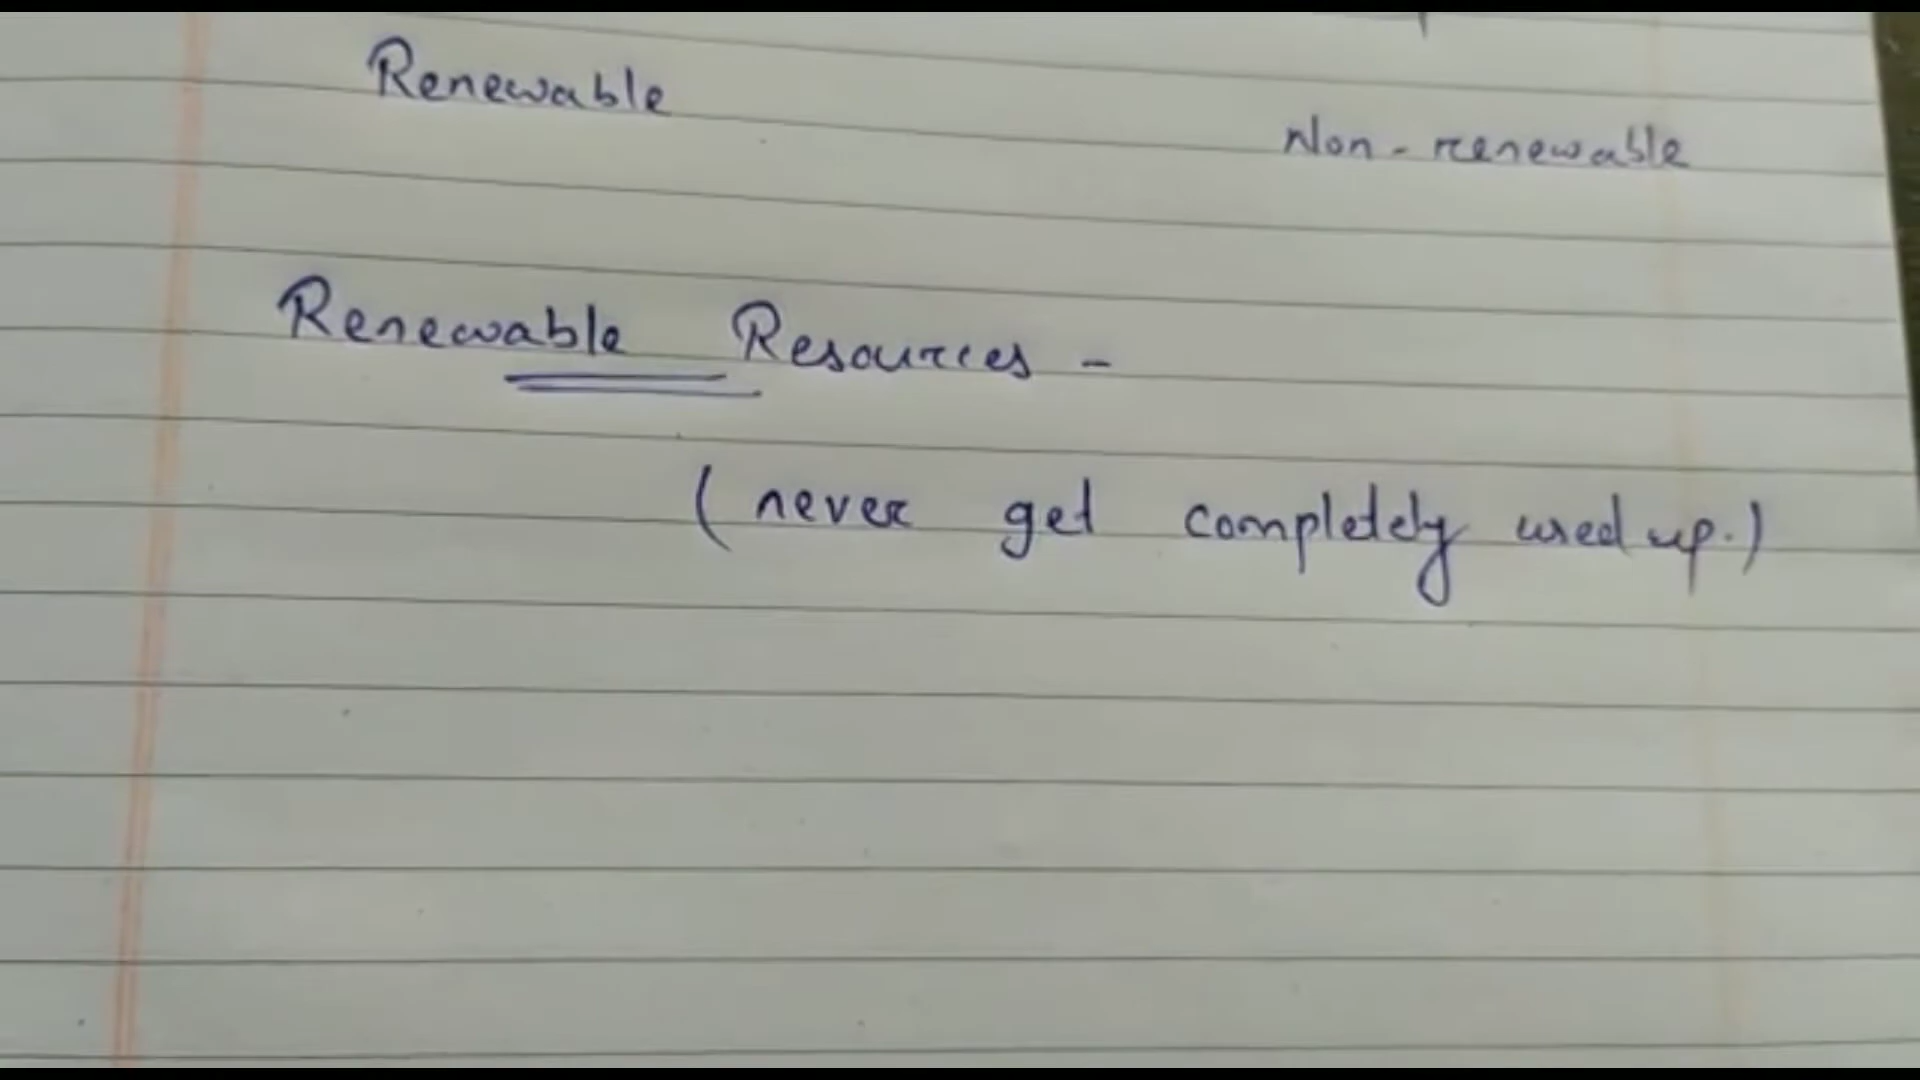 Renewable
Non-renewable
Renewable Resources -
(never get completely used up.)